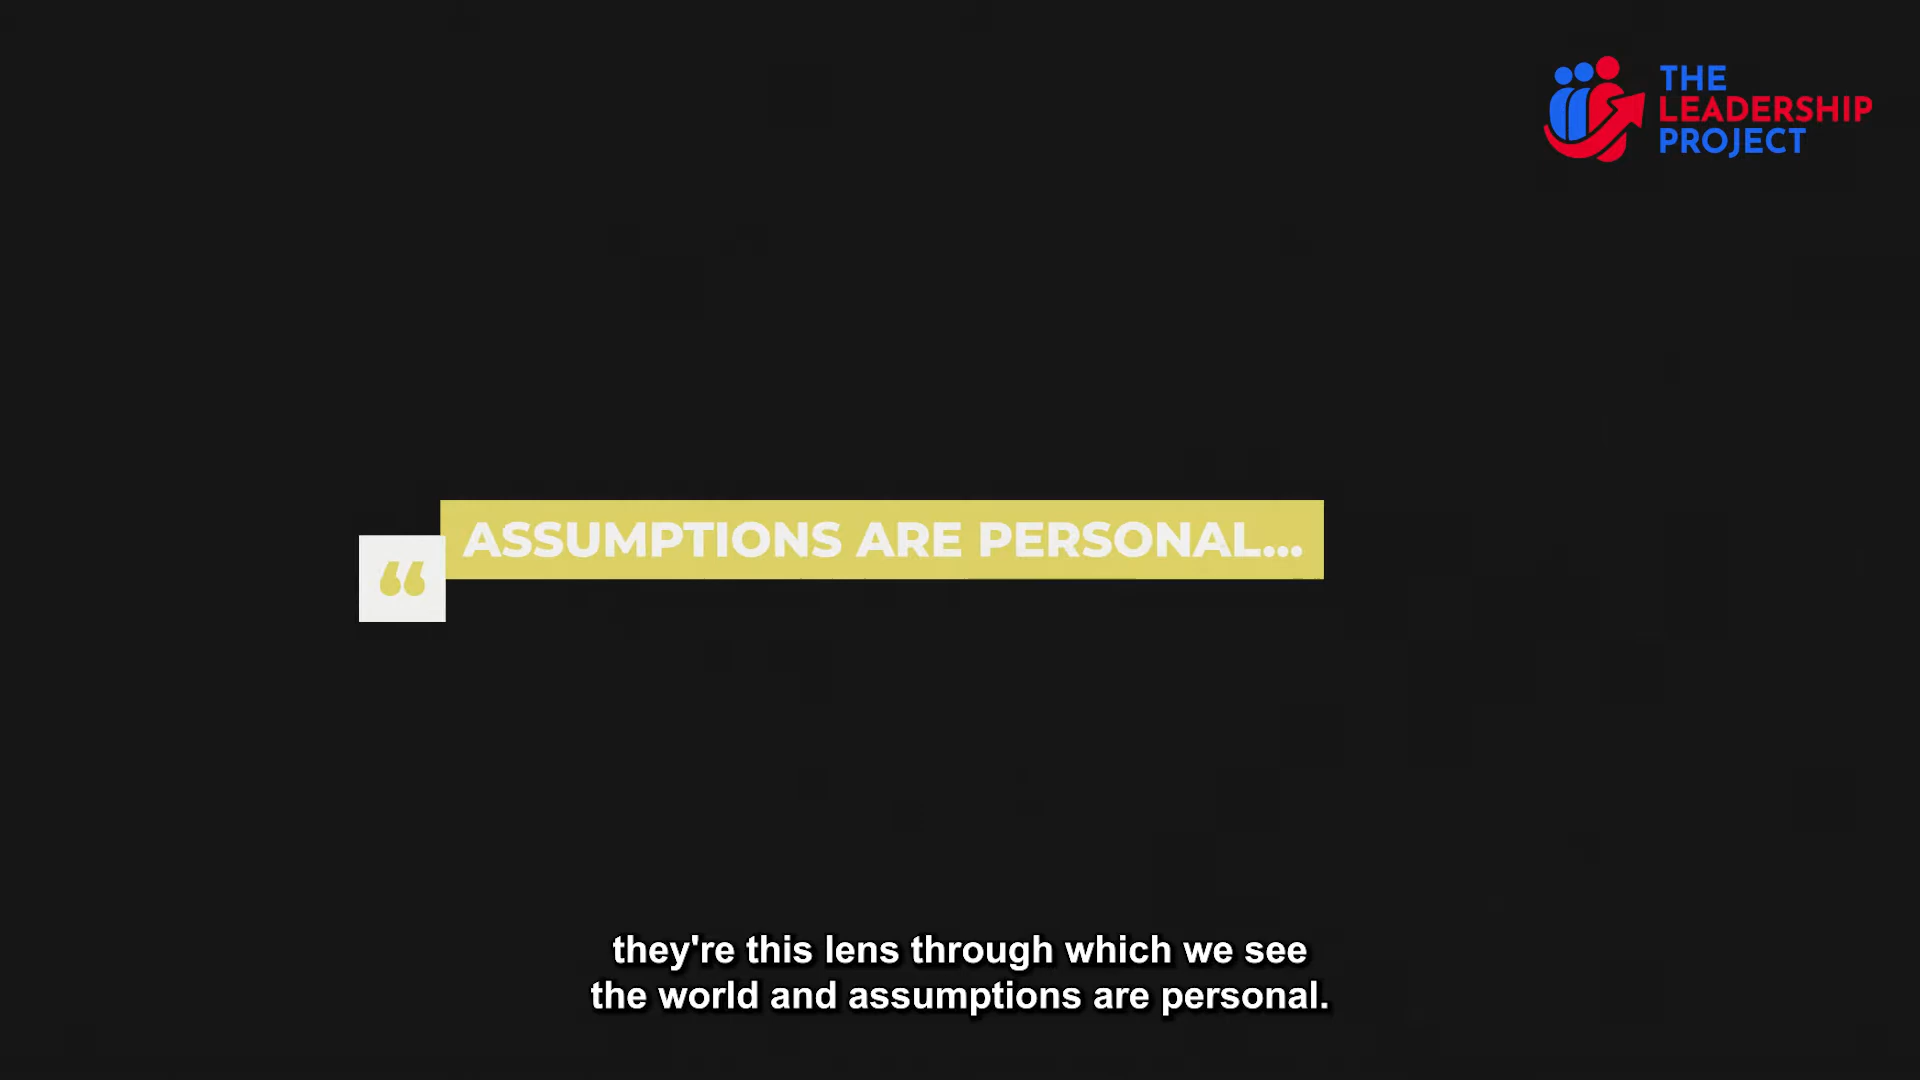 THE
LEADERSHIP
PROJECT
ASSUMPTIONS ARE PERSONAL...
“
they're this lens through which we see
the world and assumptions are personal.